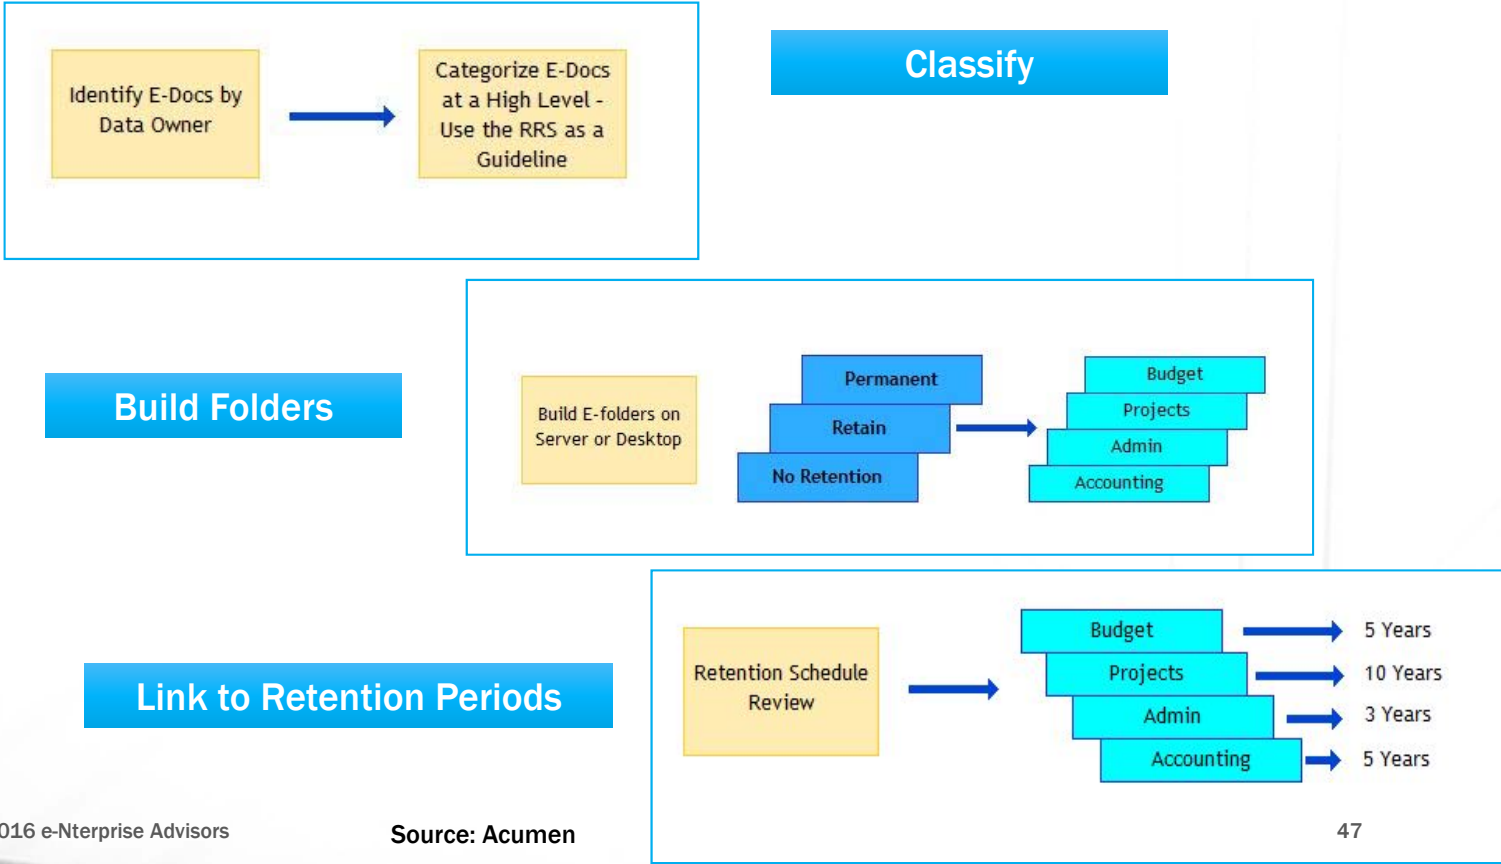 Classify
Identify E-Docs by
Data Owner
Categorize E-Docs
at a High Level -
Use the RRS as a
Guideline
Build Folders
Build E-folders on
Server or Desktop
Permanent
Retain
No Retention
Budget
Projects
Admin
Accounting
Link to Retention Periods
Retention Schedule
Review
Budget
5 Years
Projects
10 Years
Admin
3 Years
Accounting
5 Years
016 e-Nterprise Advisors
Source: Acumen
47